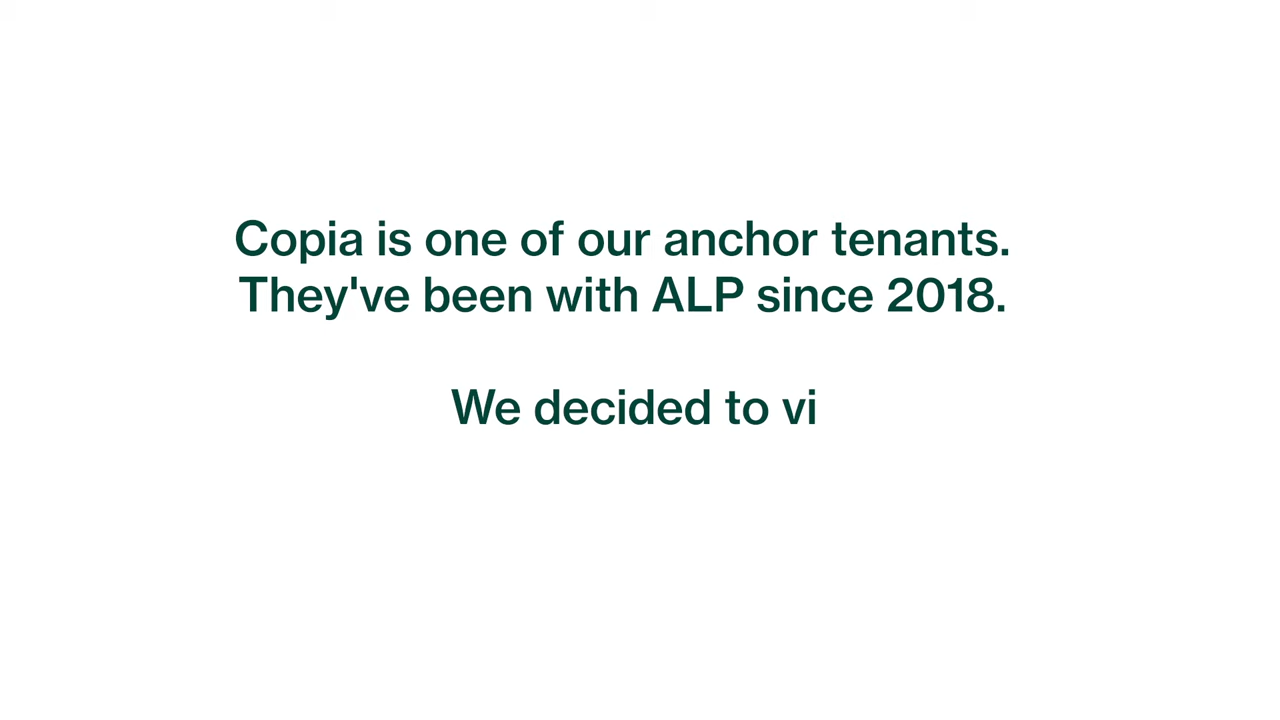 Copia is one of our anchor tenants.
They've been with ALP since 2018.
We decided to vi